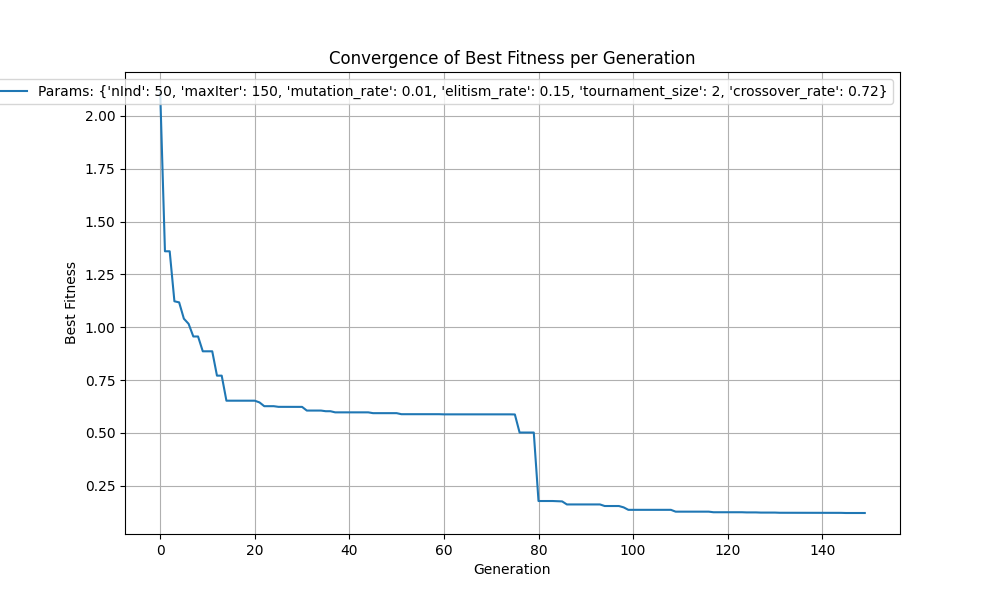 Convergence of Best Fitness per Generation
Params: {'nInd': 50, 'maxIter': 150, 'mutation_rate': 0.01, 'elitism_rate': 0.15, 'tournament_size': 2, 'crossover_rate': 0.72}
2.00
1.75
1.50
1.25
1.00
0.75
0.50
0.25
Best Fitness
0 20 40 60 80 100 120 140
Generation